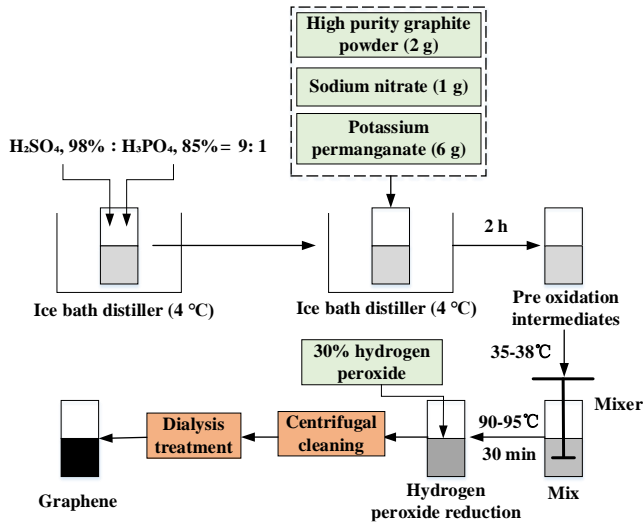 High purity graphite
powder (2 g)
Sodium nitrate (1 g)
Potassium
permanganate (6 g)
H₂SO₄, 98% : H₃PO₄, 85% = 9: 1
2 h
Ice bath distiller (4 °C)
Ice bath distiller (4 °C)
Pre oxidation
intermediates
35-38℃
30% hydrogen
peroxide
Mixer
90-95℃
30 min
Centrifugal
cleaning
Dialysis
treatment
Graphene
Hydrogen
peroxide reduction
Mix